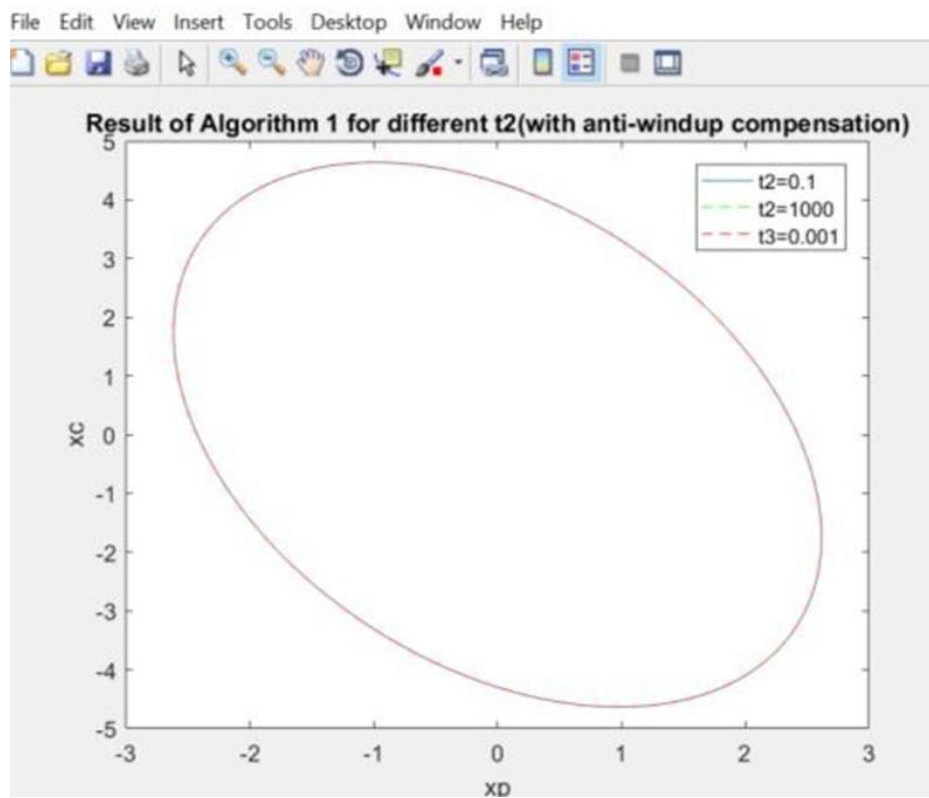 File Edit View Insert Tools Desktop Window Help
Result of Algorithm 1 for different t2(with anti-windup compensation)
5
t2=0.1
4
t2=1000
t3=0.001
3
2
1
xc
0
-1
-2
-3
-4
-5
-3 -2 -1 0 1 2 3
xp